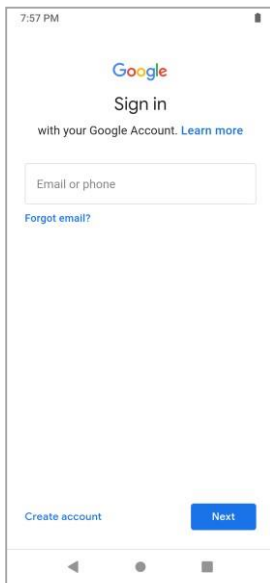 7:57 PM
Google
Sign in
with your Google Account. Learn more
Email or phone
Forgot email?
Create account Next